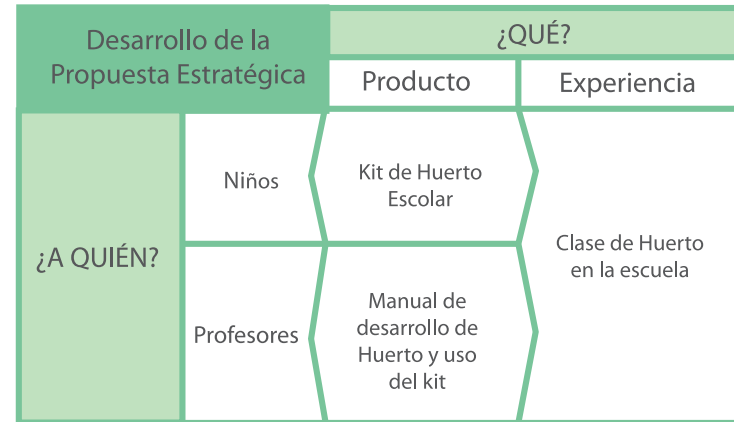 Desarrollo de la
Propuesta Estratégica
¿QUÉ?
Producto
Experiencia
¿A QUIÉN?
Niños
Kit de Huerto
Escolar
Clase de Huerto
en la escuela
Profesores
Manual de
desarrollo de
Huerto y uso
del kit